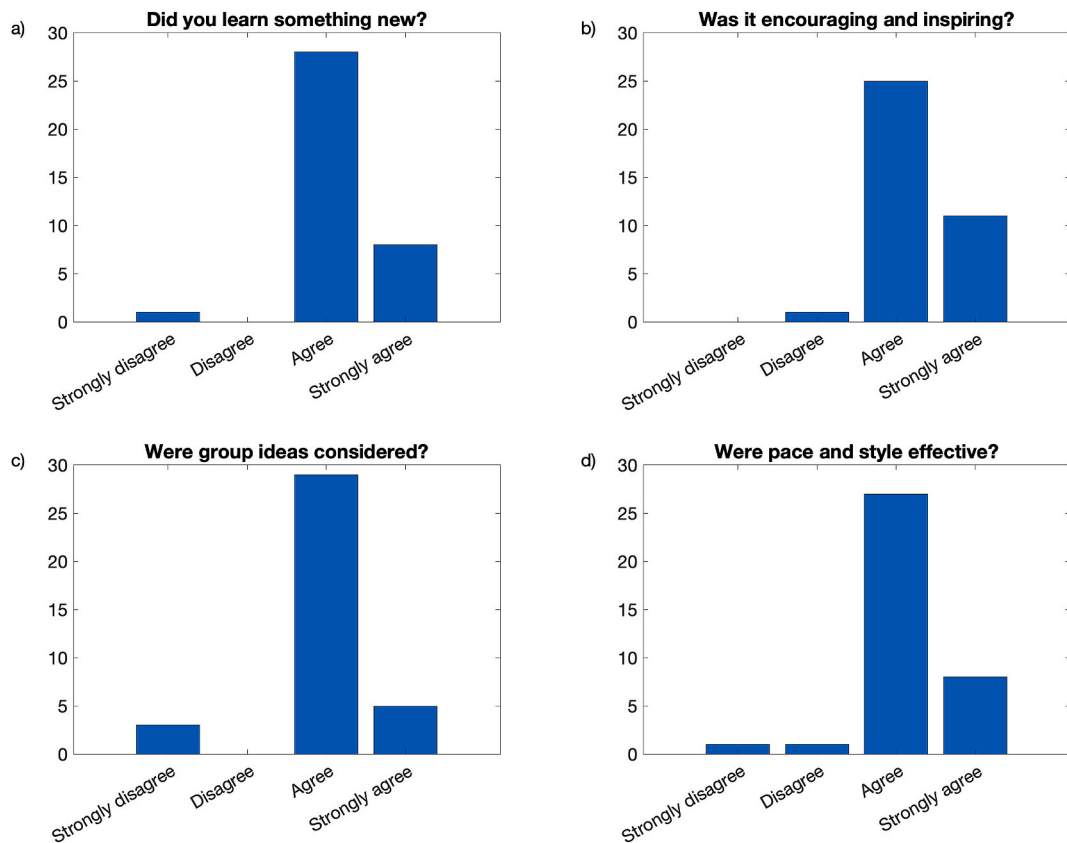 a)
Did you learn something new?
30
25
20
15
10
5
0
Strongly disagree
Disagree
Agree
Strongly agree
b)
Was it encouraging and inspiring?
30
25
20
15
10
5
0
Strongly disagree
Disagree
Agree
Strongly agree
c)
Were group ideas considered?
30
25
20
15
10
5
0
Strongly disagree
Disagree
Agree
Strongly agree
d)
Were pace and style effective?
30
25
20
15
10
5
0
Strongly disagree
Disagree
Agree
Strongly agree